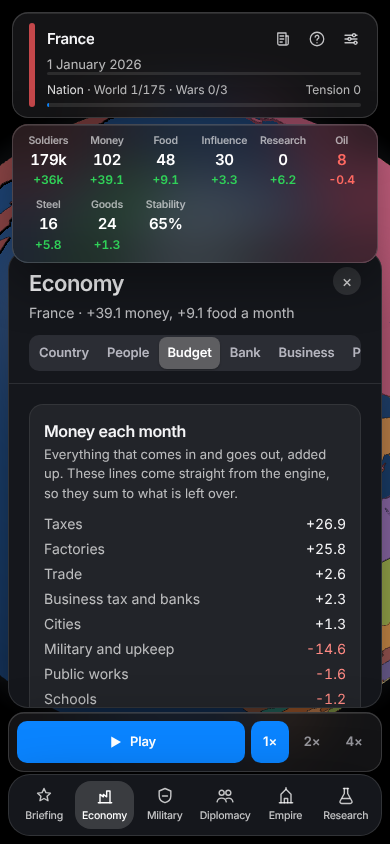 France
1 January 2026
Nation · World 1/175 · Wars 0/3 Tension 0
Soldiers Money Food Influence Research Oil
179k 102 48 30 0 8
+36k +39.1 +9.1 +3.3 +6.2 -0.4
Steel Goods Stability
16 24 65%
+5.8 +1.3
Economy
France · +39.1 money, +9.1 food a month
Country People Budget Bank Business P
Money each month
Everything that comes in and goes out, added
up. These lines come straight from the engine,
so they sum to what is left over.
Taxes +26.9
Factories +25.8
Trade +2.6
Business tax and banks +2.3
Cities +1.3
Military and upkeep -14.6
Public works -1.6
Schools -1.2
Play 1× 2× 4×
Briefing Economy Military Diplomacy Empire Research